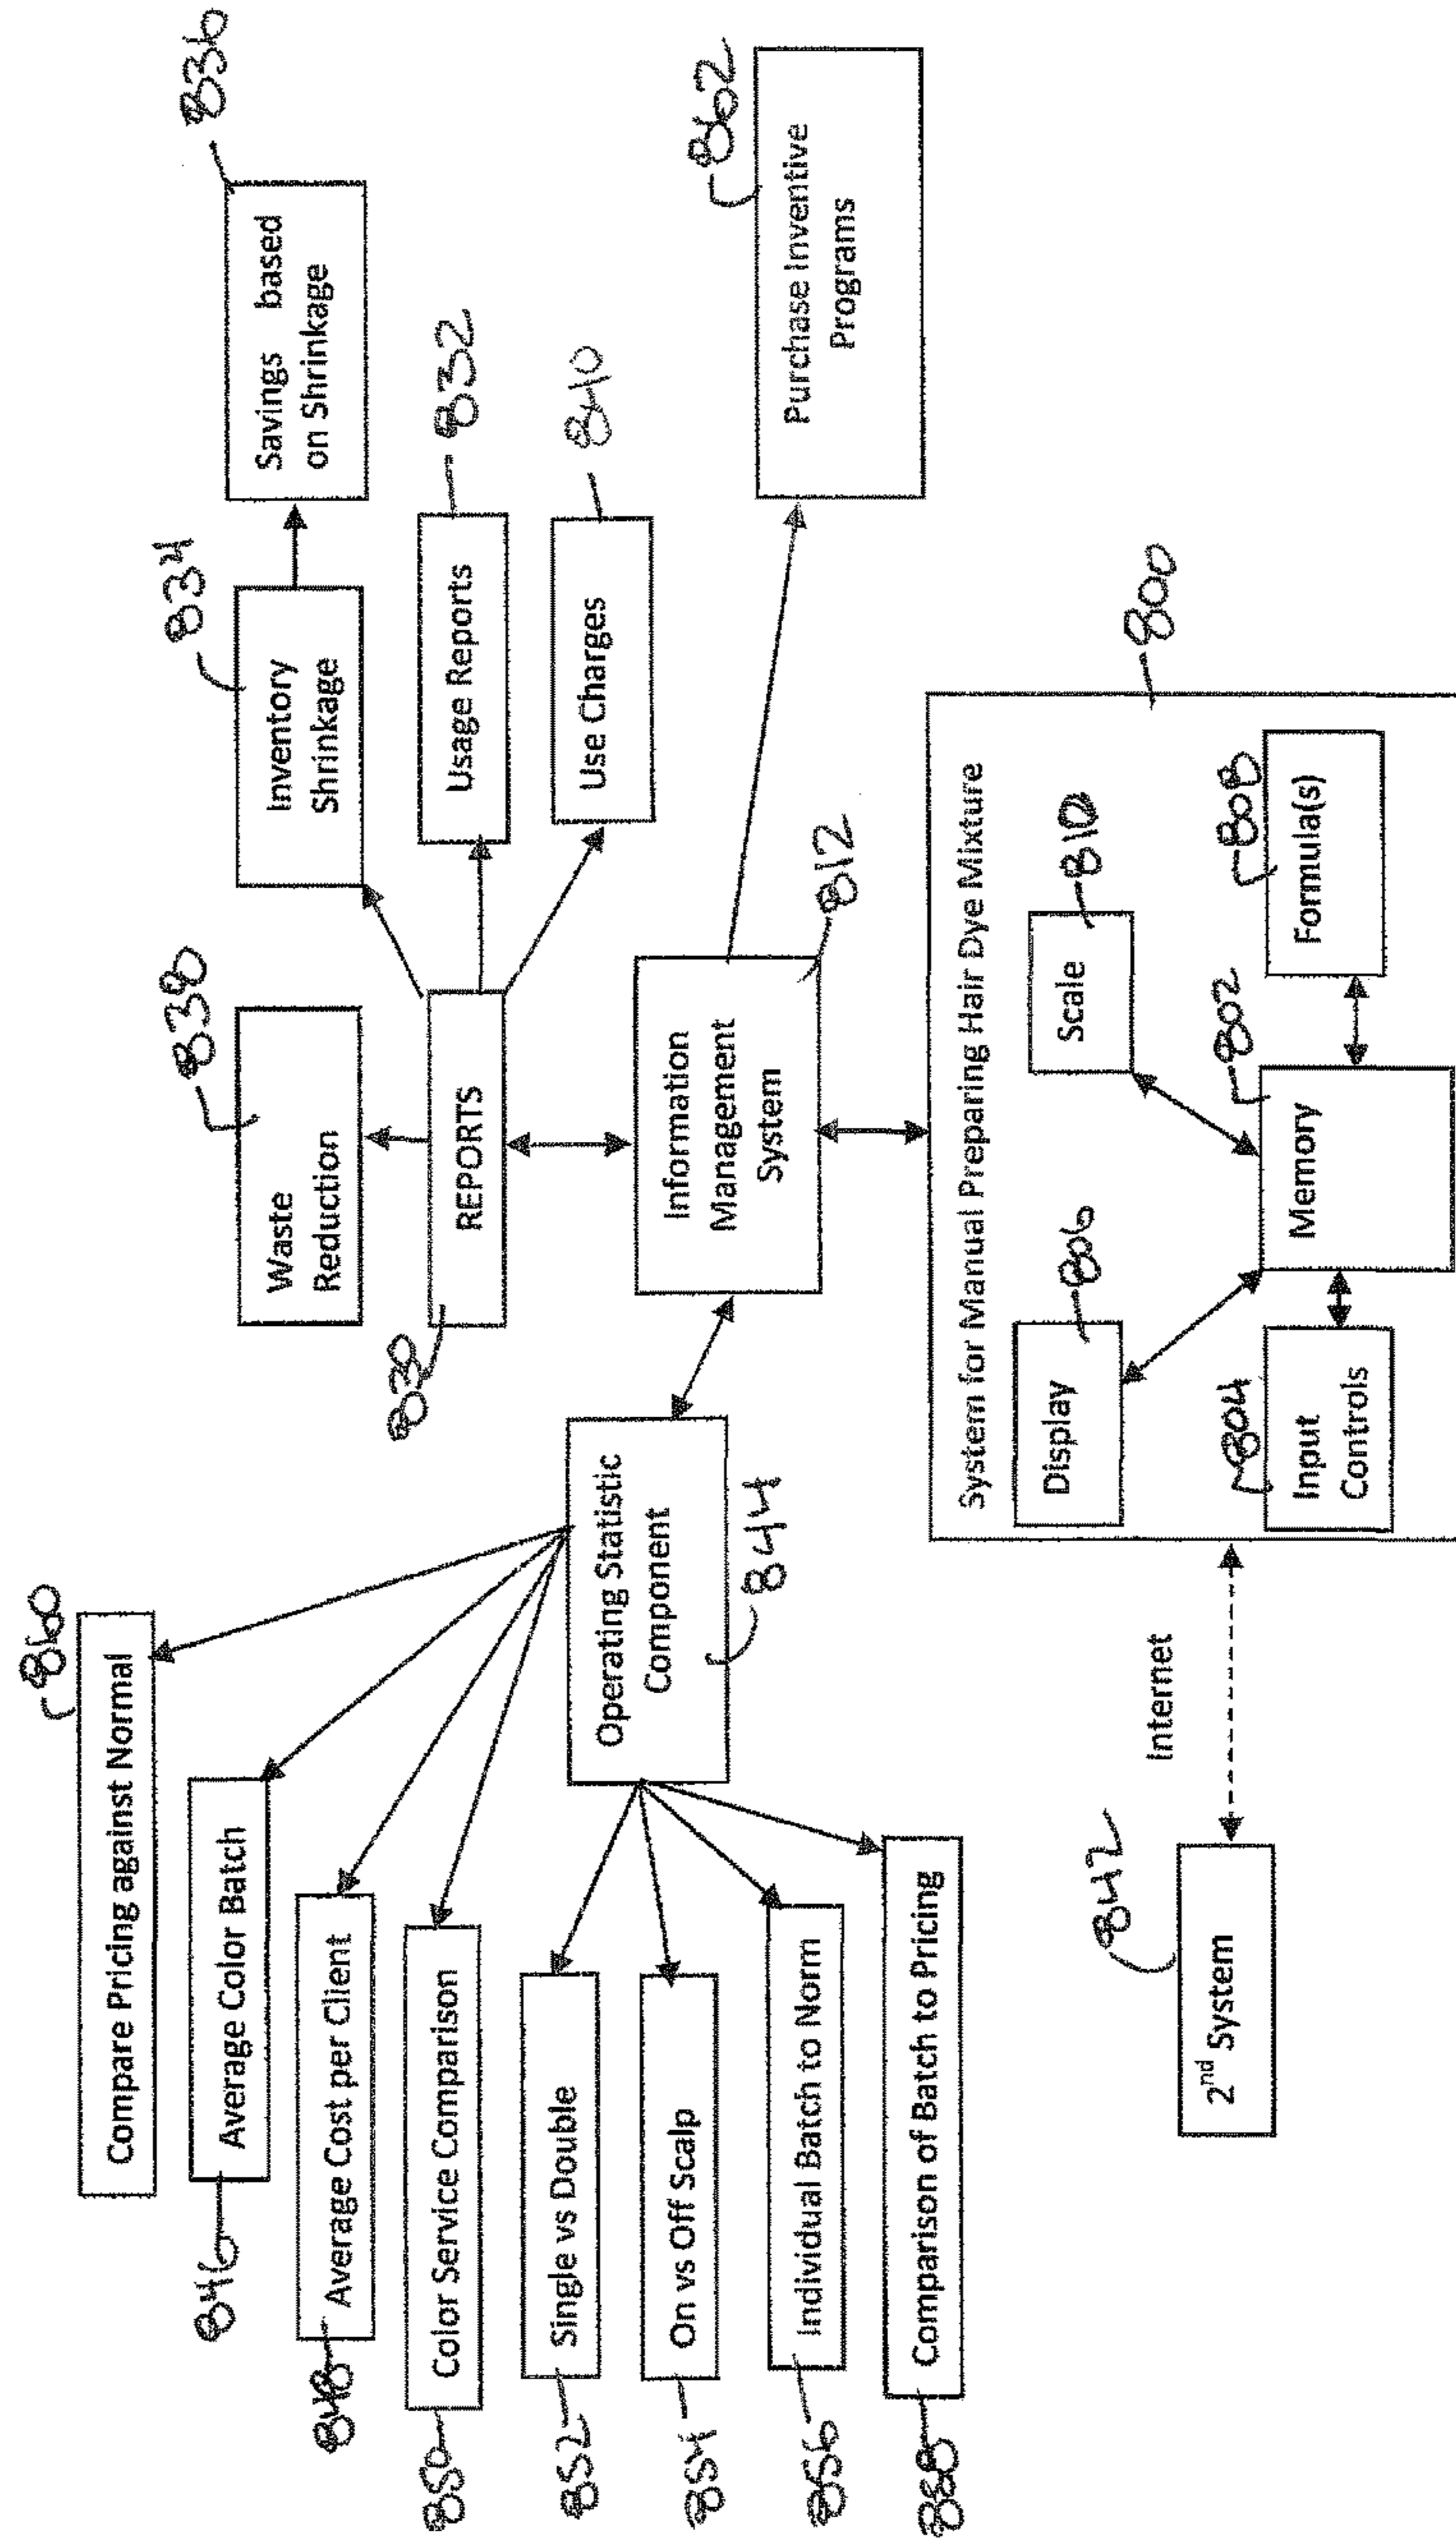 860
Compare Pricing against Normal
846
Average Color Batch
848
Average Cost per Client
850
Color Service Comparison
852
Single vs Double
854
On vs Off Scalp
856
Individual Batch to Norm
858
Comparison of Batch to Pricing
Operating Statistic
Component
844
838
Waste
Reduction
834
Inventory
Shrinkage
836
Savings based
on Shrinkage
830
REPORTS
Usage Reports
832
Use Charges
840
Information
Management
System
812
862
Purchase Inventive
Programs
842
2nd System
Internet
System for Manual Preparing Hair Dye Mixture
800
Display
806
Scale
810
804
Input
Controls
802
Memory
808
Formula(s)